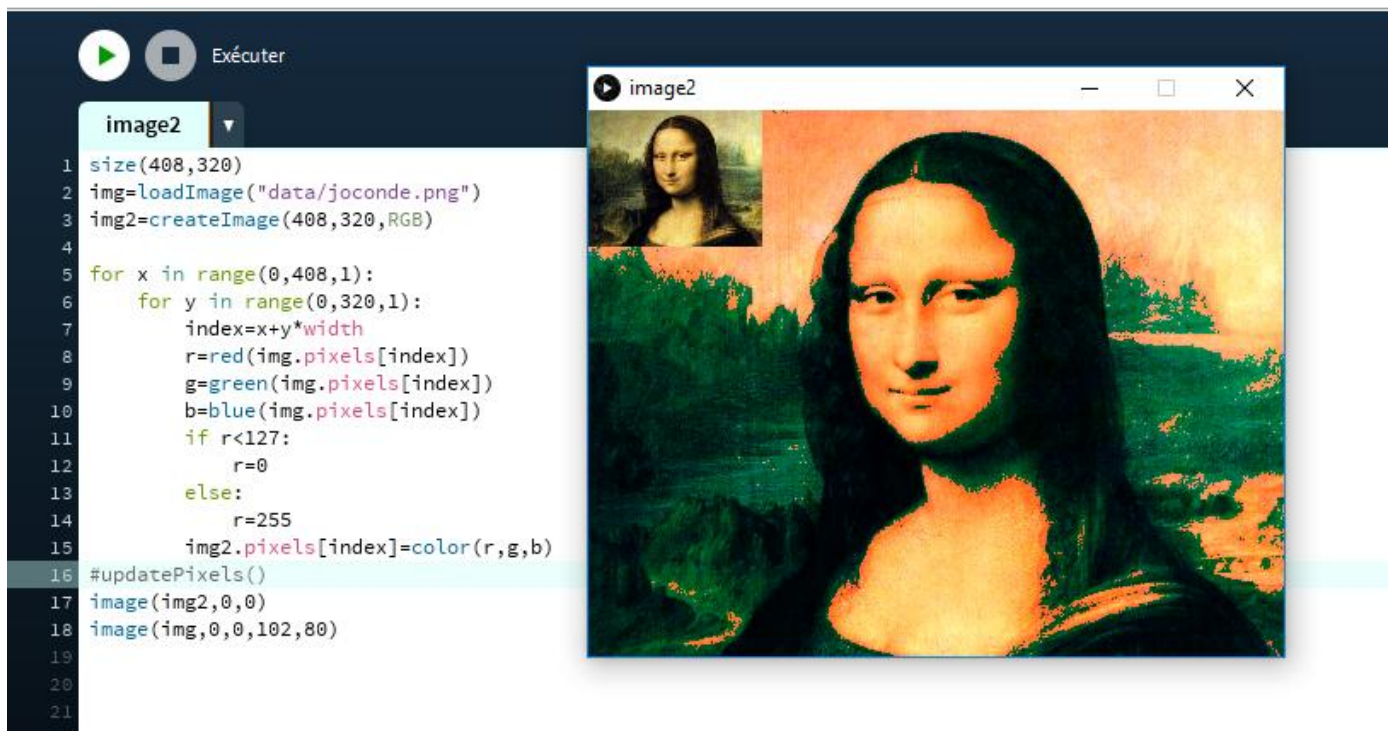 Exécuter
image2
image2
1 size(408,320)
2 img=loadImage("data/joconde.png")
3 img2=createImage(408,320,RGB)
4
5 for x in range(0,408,1):
6     for y in range(0,320,1):
7         index=x+y*width
8         r=red(img.pixels[index])
9         g=green(img.pixels[index])
10         b=blue(img.pixels[index])
11         if r<127:
12             r=0
13         else:
14             r=255
15         img2.pixels[index]=color(r,g,b)
16 #updatePixels()
17 image(img2,0,0)
18 image(img,0,0,102,80)
19
20
21